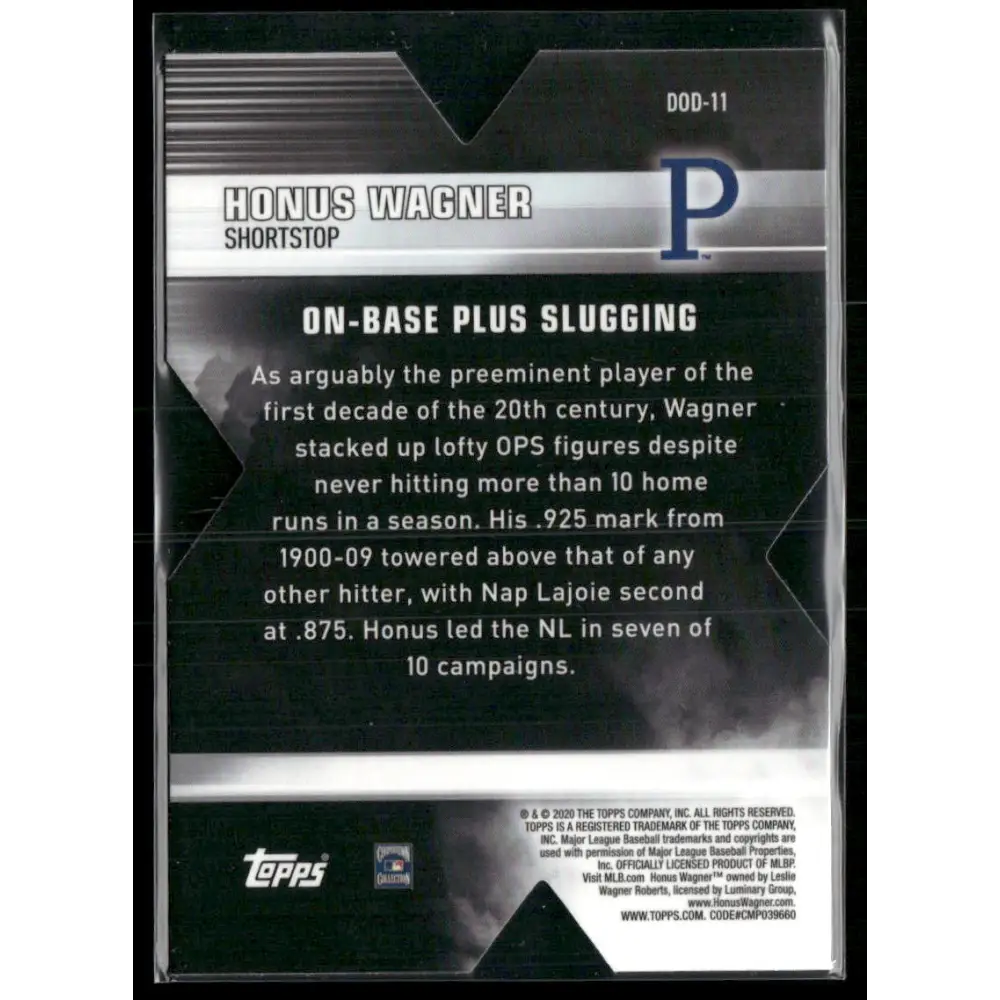 DOD-11
P
TM
HONUS WAGNER
SHORTSTOP
ON-BASE PLUS SLUGGING
As arguably the preeminent player of the
first decade of the 20th century, Wagner
stacked up lofty OPS figures despite
never hitting more than 10 home
runs in a season. His .925 mark from
1900-09 towered above that of any
other hitter, with Nap Lajoie second
at .875. Honus led the NL in seven of
10 campaigns.
® & © 2020 THE TOPPS COMPANY, INC. ALL RIGHTS RESERVED.
TOPPS IS A REGISTERED TRADEMARK OF THE TOPPS COMPANY,
INC. Major League Baseball trademarks and copyrights are
used with permission of Major League Baseball Properties,
Inc. OFFICIALLY LICENSED PRODUCT OF MLBP.
Visit MLB.com Honus Wagner™ owned by Leslie
Wagner Roberts, licensed by Luminary Group,
www.HonusWagner.com.
WWW.TOPPS.COM. CODE#CMP039660
topps®
COOPERSTOWN
COLLECTION